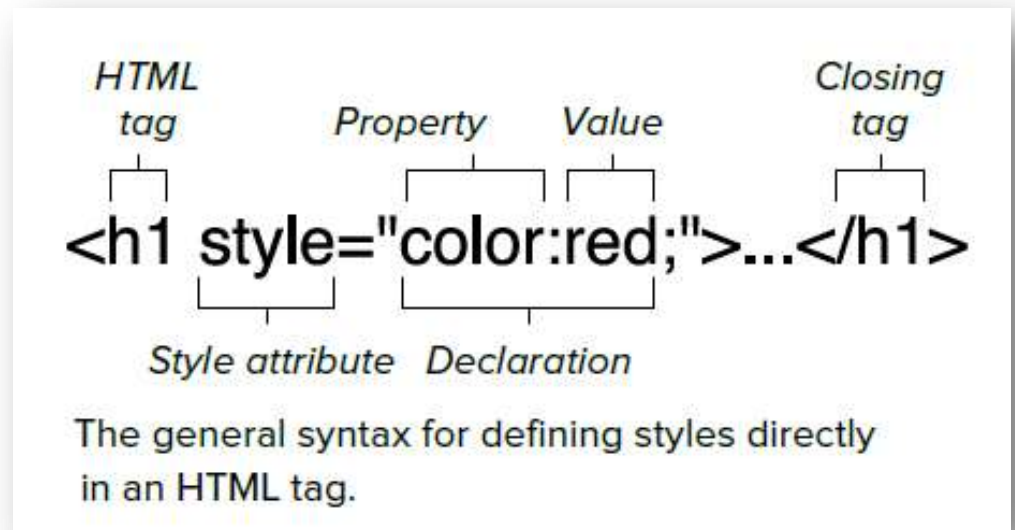 HTML
tag
Property
Value
Closing
tag
<h1 style="color:red;">...</h1>
Style attribute
Declaration
The general syntax for defining styles directly
in an HTML tag.